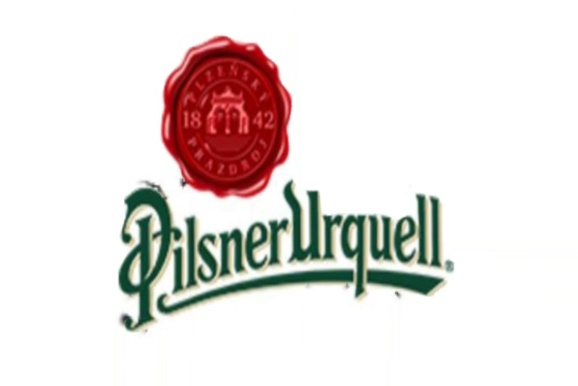 PLZEŇSKÝ
18 42
PRAZDROJ
Pilsner Urquell®